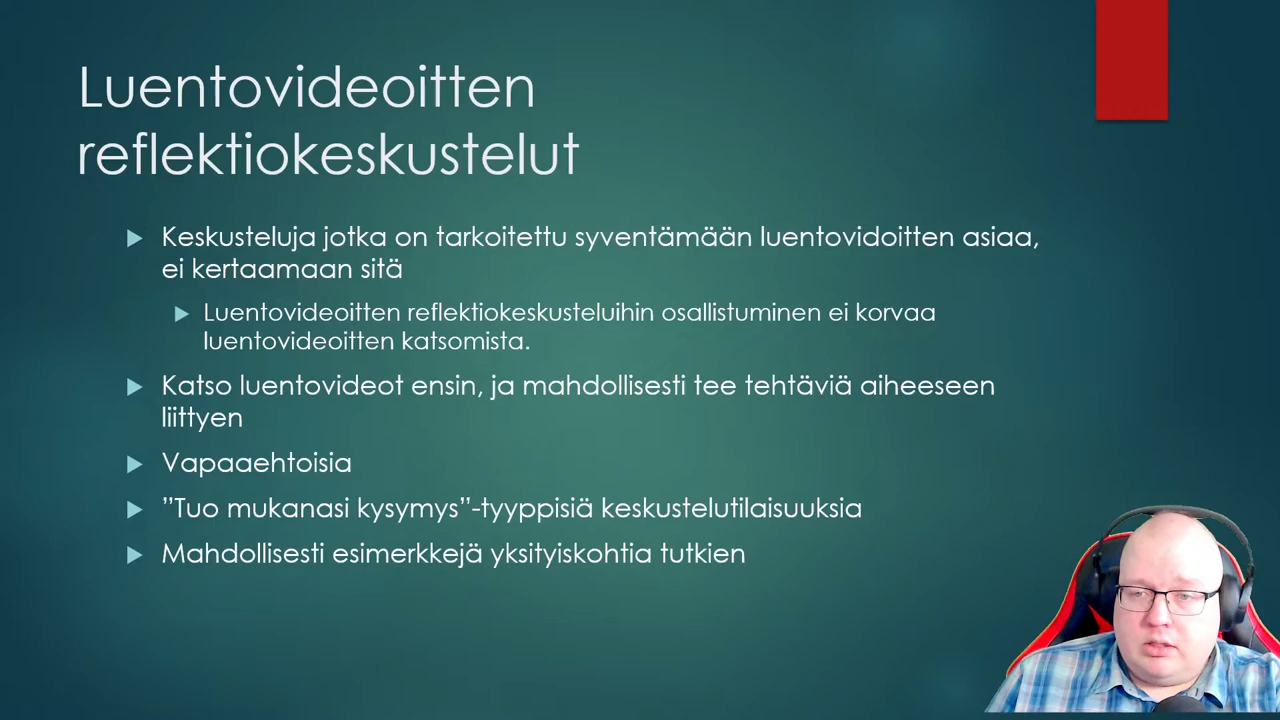 Luentovideoitten
reflektiokeskustelut
Keskusteluja jotka on tarkoitettu syventämään luentovidoitten asiaa,
ei kertaamaan sitä
Luentovideoitten reflektiokeskusteluihin osallistuminen ei korvaa
luentovideoitten katsomista.
Katso luentovideot ensin, ja mahdollisesti tee tehtäviä aiheeseen
liittyen
Vapaaehtoisia
”Tuo mukanasi kysymys”-tyyppisiä keskustelutilaisuuksia
Mahdollisesti esimerkkejä yksityiskohtia tutkien